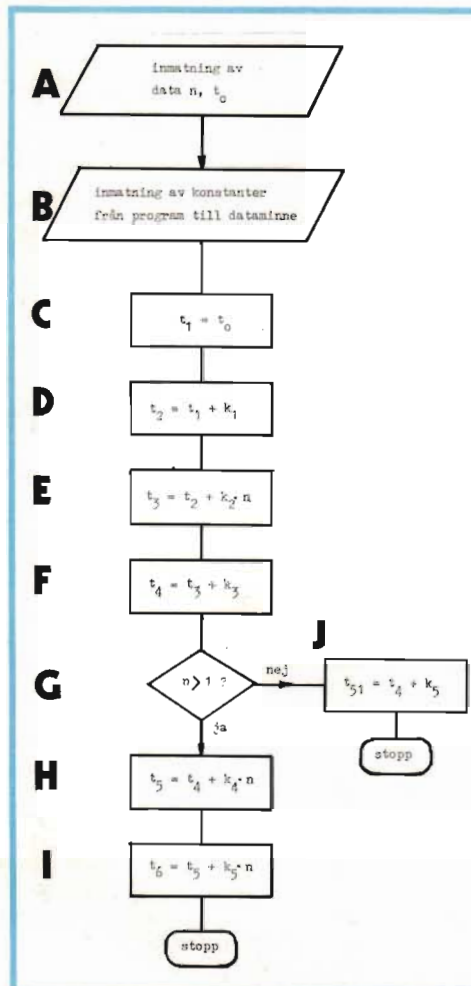 A
inmatning av
data n, t₀
B
inmatning av konstanter
från program till dataminne
C
t₁ = t₀
D
t₂ = t₁ + k₁
E
t₃ = t₂ + k₂· n
F
t₄ = t₃ + k₃
J
G
n > 1 ?
nej
t₅₁ = t₄ + k₅
ja
stopp
H
t₅ = t₄ + k₄· n
I
t₆ = t₅ + k₅· n
stopp